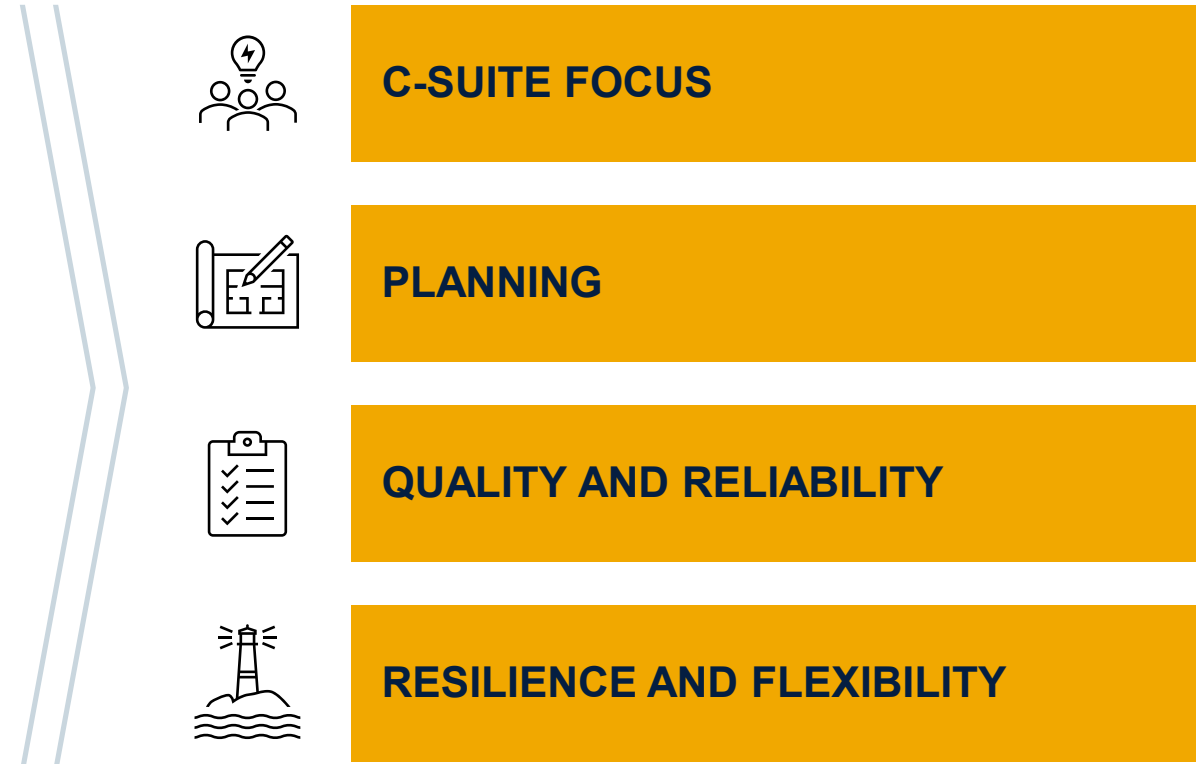 C-SUITE FOCUS
PLANNING
QUALITY AND RELIABILITY
RESILIENCE AND FLEXIBILITY